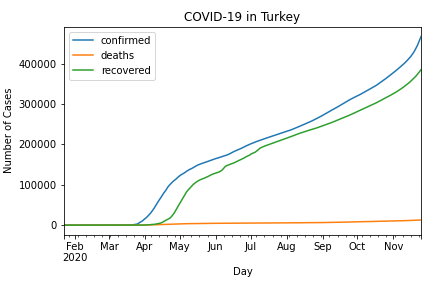 COVID-19 in Turkey
confirmed
deaths
recovered
400000
300000
200000
100000
0
Number of Cases
Feb Mar Apr May Jun Jul Aug Sep Oct Nov
2020
Day